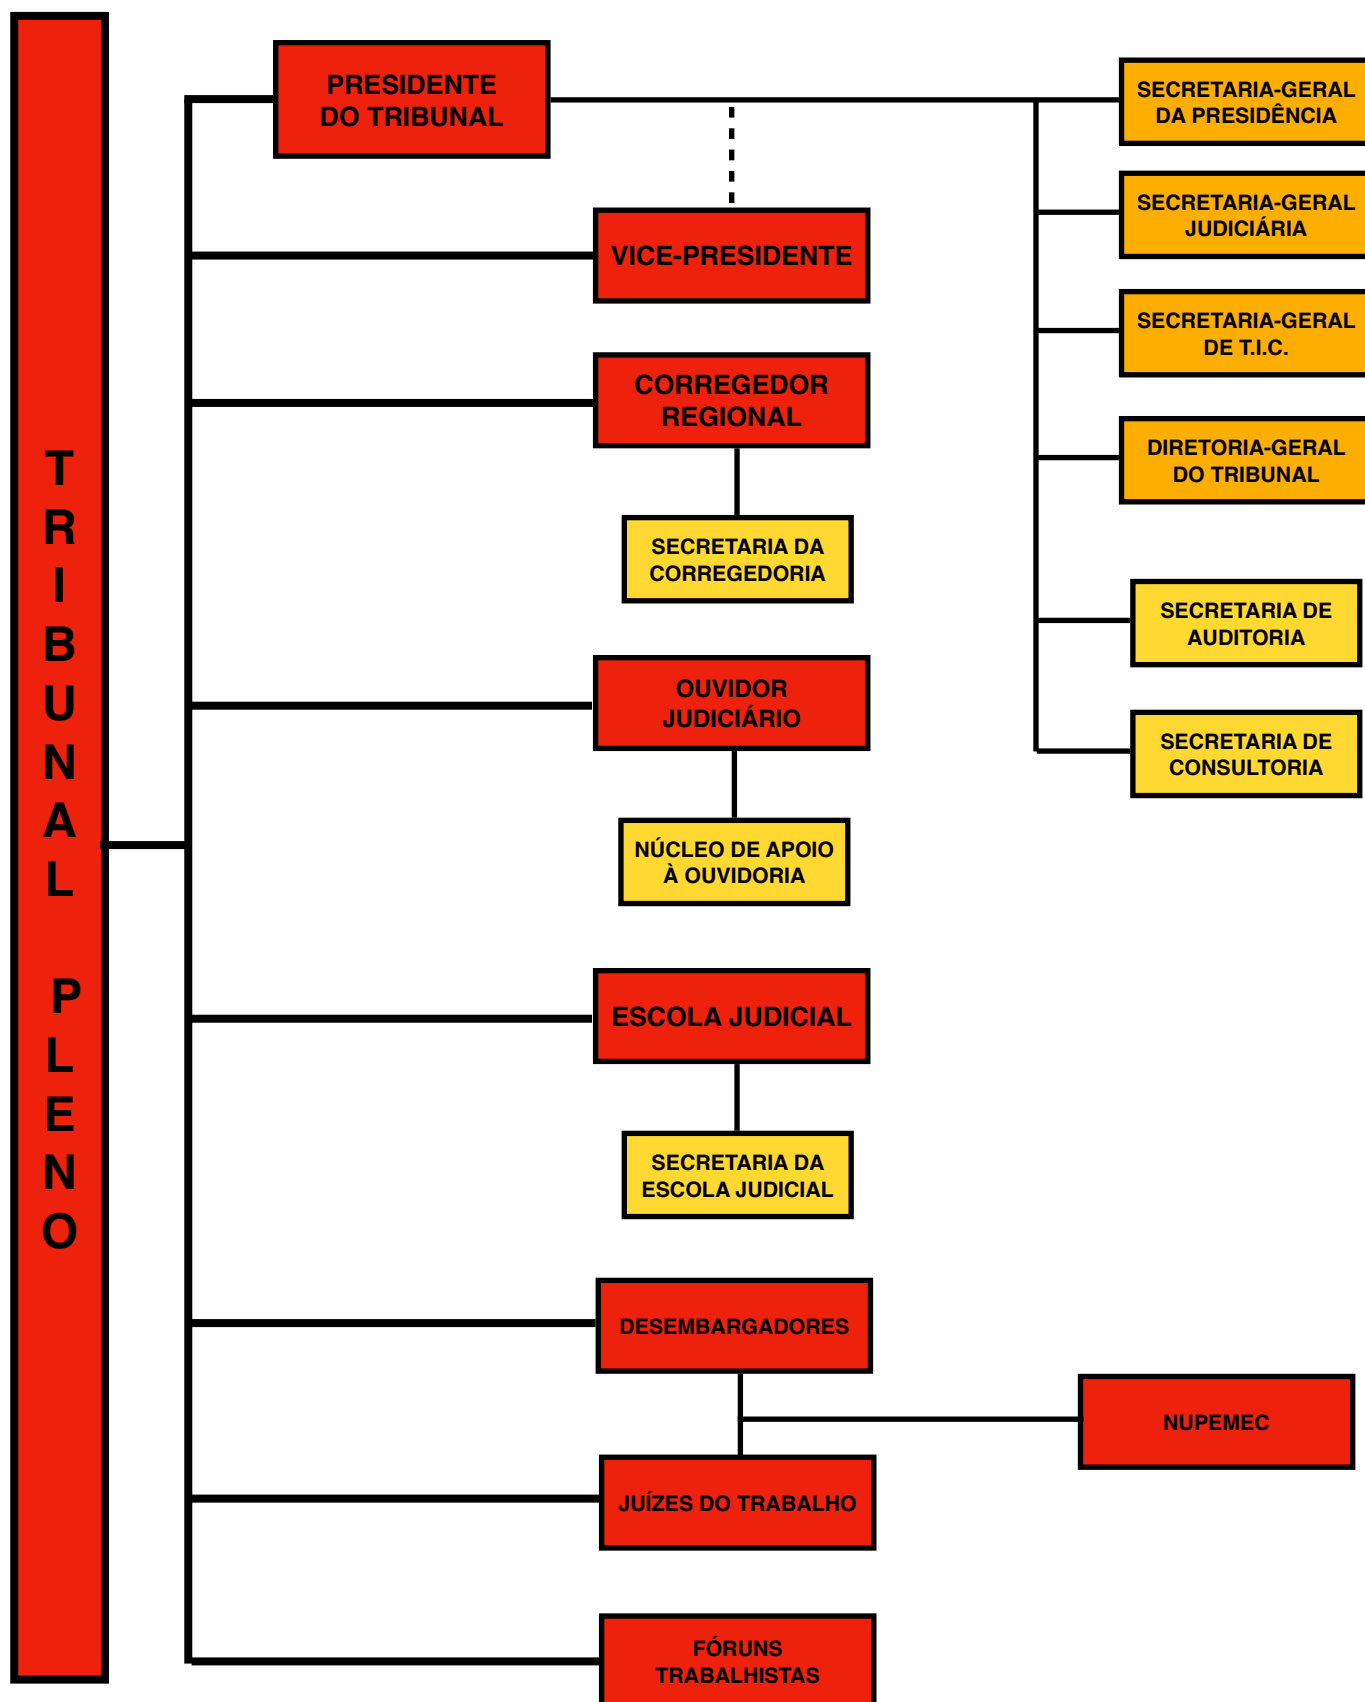 TRIBUNAL PLENO
PRESIDENTE
DO TRIBUNAL
SECRETARIA-GERAL
DA PRESIDÊNCIA
SECRETARIA-GERAL
JUDICIÁRIA
VICE-PRESIDENTE
SECRETARIA-GERAL
DE T.I.C.
CORREGEDOR
REGIONAL
DIRETORIA-GERAL
DO TRIBUNAL
SECRETARIA DA
CORREGEDORIA
SECRETARIA DE
AUDITORIA
OUVIDOR
JUDICIÁRIO
SECRETARIA DE
CONSULTORIA
NÚCLEO DE APOIO
À OUVIDORIA
ESCOLA JUDICIAL
SECRETARIA DA
ESCOLA JUDICIAL
DESEMBARGADORES
NUPEMEC
JUÍZES DO TRABALHO
FÓRUNS
TRABALHISTAS